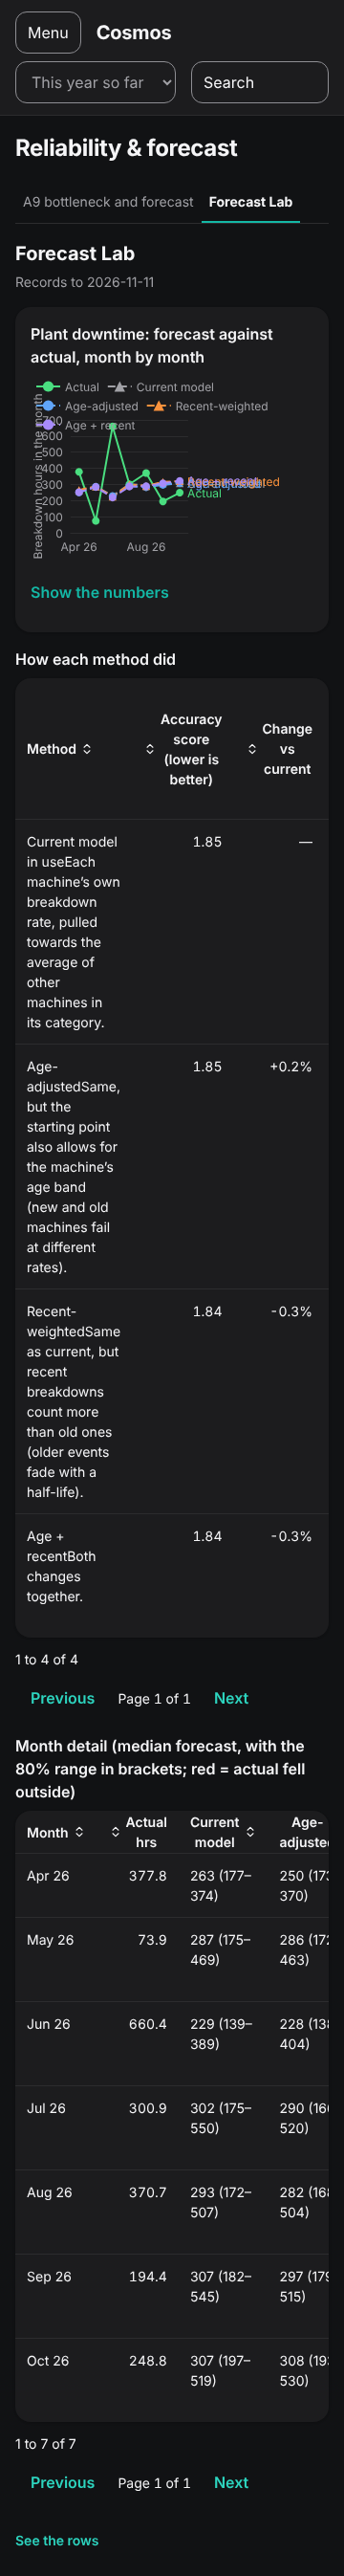 Menu
Cosmos
This year so far
Search
Reliability & forecast
A9 bottleneck and forecast
Forecast Lab
Forecast Lab
Records to 2026-11-11
Plant downtime: forecast against
actual, month by month
Actual
Current model
Age-adjusted
Recent-weighted
Age + recent
Breakdown hours in the month
700
600
500
400
300
200
100
0
Apr 26
Aug 26
Actual
Show the numbers
How each method did
Method
Accuracy
score
(lower is
better)
Change
vs
current
Current model
in useEach
machine’s own
breakdown
rate, pulled
towards the
average of
other
machines in
its category.
1.85
—
Age-
adjustedSame,
but the
starting point
also allows for
the machine’s
age band
(new and old
machines fail
at different
rates).
1.85
+0.2%
Recent-
weightedSame
as current, but
recent
breakdowns
count more
than old ones
(older events
fade with a
half-life).
1.84
-0.3%
Age +
recentBoth
changes
together.
1.84
-0.3%
1 to 4 of 4
Previous
Page 1 of 1
Next
Month detail (median forecast, with the
80% range in brackets; red = actual fell
outside)
Month
Actual
hrs
Current
model
Age-
adjusted
Apr 26
377.8
263 (177–
374)
250 (173
370)
May 26
73.9
287 (175–
469)
286 (172
463)
Jun 26
660.4
229 (139–
389)
228 (138
404)
Jul 26
300.9
302 (175–
550)
290 (166
520)
Aug 26
370.7
293 (172–
507)
282 (168
504)
Sep 26
194.4
307 (182–
545)
297 (179
515)
Oct 26
248.8
307 (197–
519)
308 (193
530)
1 to 7 of 7
Previous
Page 1 of 1
Next
See the rows